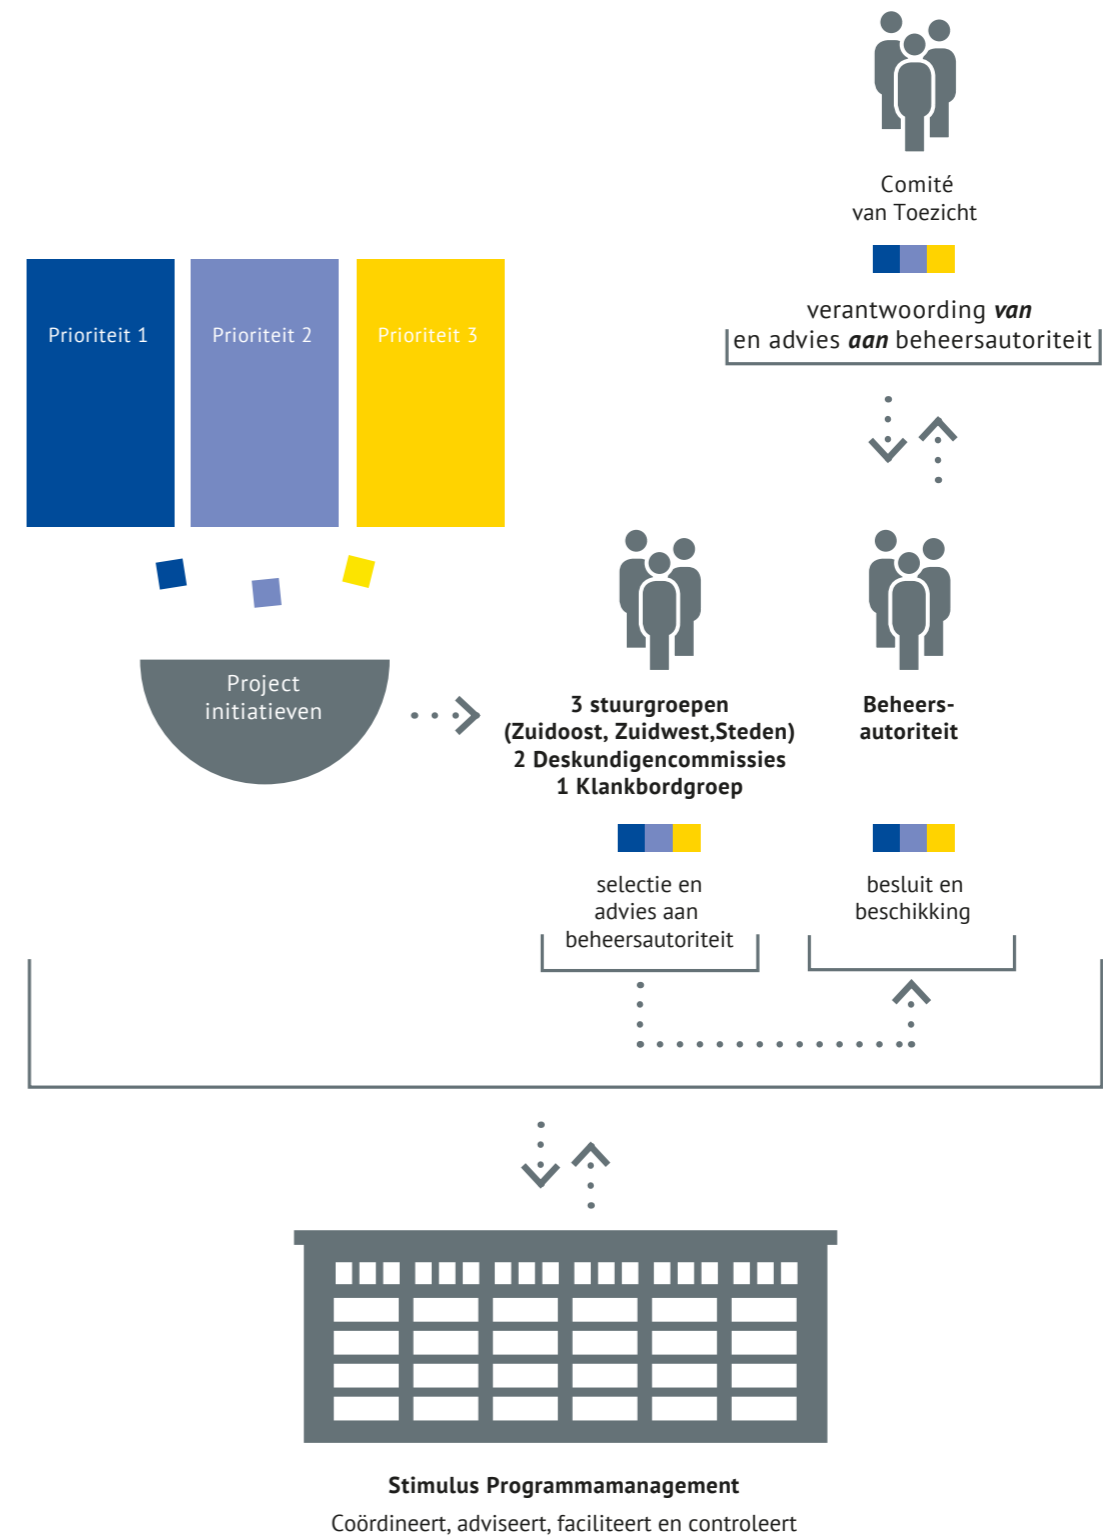 Comité
van Toezicht
verantwoording van
en advies aan beheersautoriteit
Prioriteit 1
Prioriteit 2
Prioriteit 3
Project
initiatieven
3 stuurgroepen
(Zuidoost, Zuidwest,Steden)
2 Deskundigencommissies
1 Klankbordgroep
selectie en
advies aan
beheersautoriteit
Beheers-
autoriteit
besluit en
beschikking
Stimulus Programmamanagement
Coördineert, adviseert, faciliteert en controleert